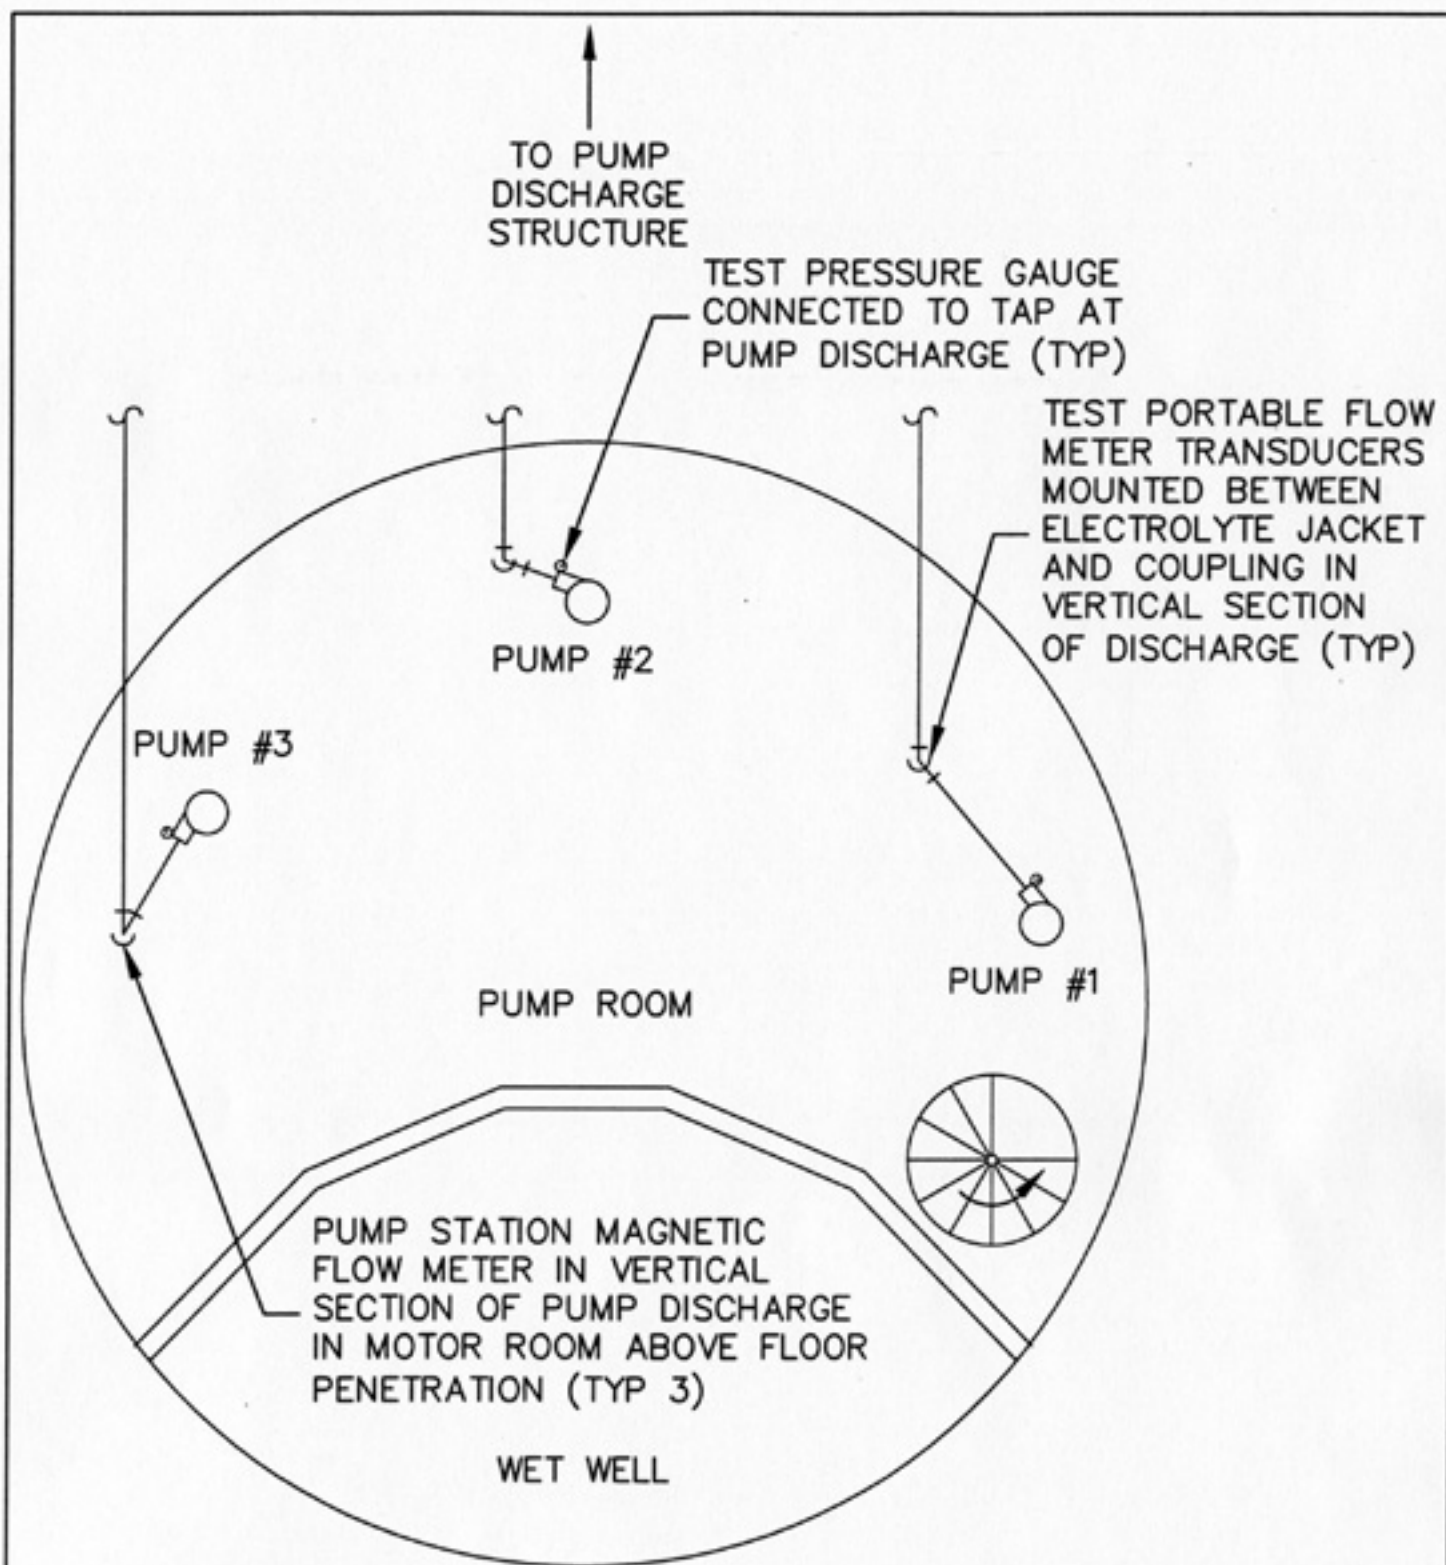 TO PUMP
DISCHARGE
STRUCTURE
TEST PRESSURE GAUGE
CONNECTED TO TAP AT
PUMP DISCHARGE (TYP)
TEST PORTABLE FLOW
METER TRANSDUCERS
MOUNTED BETWEEN
ELECTROLYTE JACKET
AND COUPLING IN
VERTICAL SECTION
OF DISCHARGE (TYP)
PUMP #2
PUMP #3
PUMP #1
PUMP ROOM
PUMP STATION MAGNETIC
FLOW METER IN VERTICAL
SECTION OF PUMP DISCHARGE
IN MOTOR ROOM ABOVE FLOOR
PENETRATION (TYP 3)
WET WELL